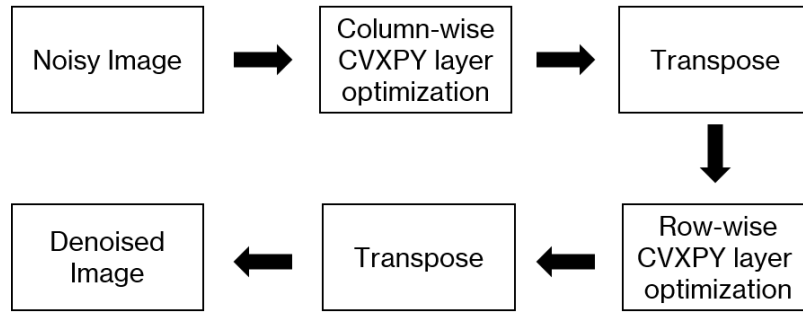 Noisy Image
Column-wise
CVXPY layer
optimization
Transpose
Row-wise
CVXPY layer
optimization
Transpose
Denoised
Image